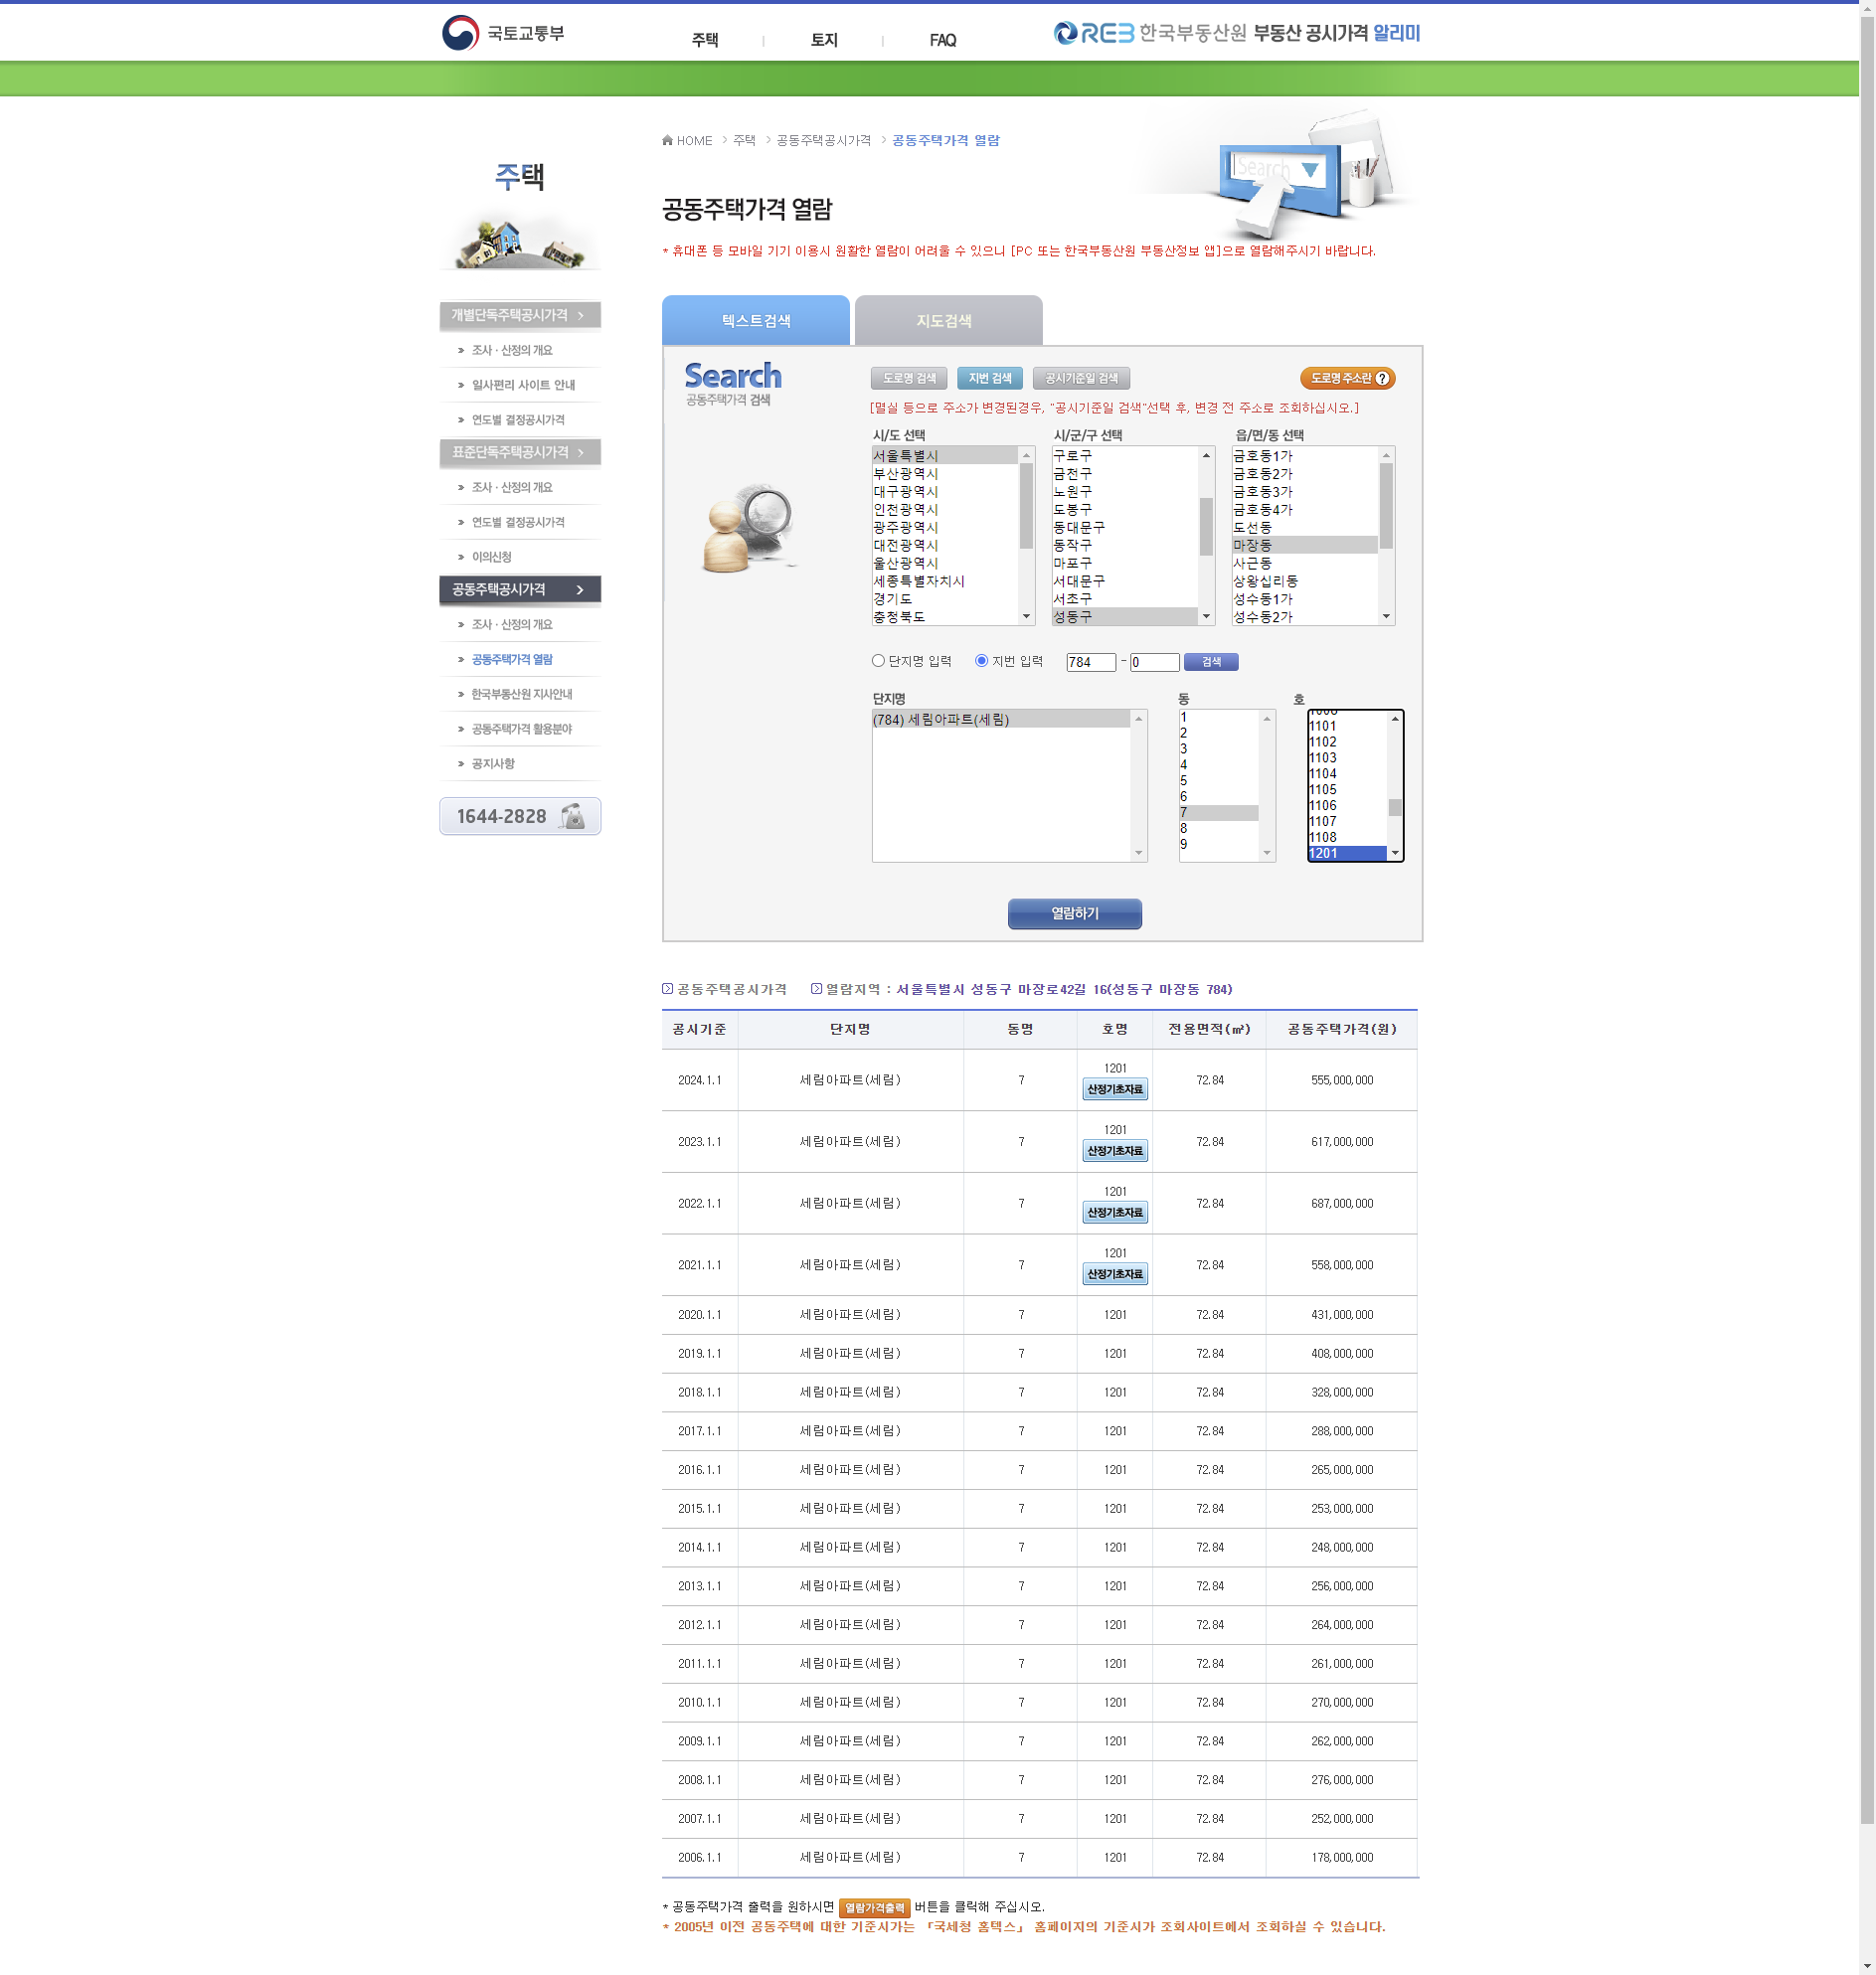 국토교통부
주택
토지
FAQ
REB 한국부동산원 부동산 공시가격 알리미
HOME 주택 공동주택공시가격 공동주택가격 열람
주택
Search
공동주택가격 열람
* 휴대폰 등 모바일 기기 이용시 원활한 열람이 어려울 수 있으니 [PC 또는 한국부동산원 부동산정보 앱]으로 열람해주시기 바랍니다.
개별단독주택공시가격
조사·산정의 개요
일사편리 사이트 안내
연도별 결정공시가격
표준단독주택공시가격
조사·산정의 개요
연도별 결정공시가격
이의신청
공동주택공시가격
조사·산정의 개요
공동주택가격 열람
한국부동산원 지사안내
공동주택가격 활용분야
공지사항
1644-2828
텍스트검색
지도검색
Search
공동주택가격 검색
도로명 검색 지번 검색 공시기준일 검색 도로명 주소란 ?
[멸실 등으로 주소가 변경된경우, "공시기준일 검색"선택 후, 변경 전 주소로 조회하십시오.]
시/도 선택
서울특별시
부산광역시
대구광역시
인천광역시
광주광역시
대전광역시
울산광역시
세종특별자치시
경기도
충청북도
시/군/구 선택
구로구
금천구
노원구
도봉구
동대문구
동작구
마포구
서대문구
서초구
성동구
읍/면/동 선택
금호동1가
금호동2가
금호동3가
금호동4가
도선동
마장동
사근동
상왕십리동
성수동1가
성수동2가
단지명 입력 지번 입력 784 - 0 검색
단지명
(784) 세림아파트(세림)
동
1
2
3
4
5
6
7
8
9
호
1101
1102
1103
1104
1105
1106
1107
1108
1201
열람하기
공동주택공시가격 열람지역 : 서울특별시 성동구 마장로42길 16(성동구 마장동 784)
공시기준 단지명 동명 호명 전용면적(㎡) 공동주택가격(원)
2024.1.1 세림아파트(세림) 7 1201 산정기초자료 72.84 555,000,000
2023.1.1 세림아파트(세림) 7 1201 산정기초자료 72.84 617,000,000
2022.1.1 세림아파트(세림) 7 1201 산정기초자료 72.84 687,000,000
2021.1.1 세림아파트(세림) 7 1201 산정기초자료 72.84 558,000,000
2020.1.1 세림아파트(세림) 7 1201 72.84 431,000,000
2019.1.1 세림아파트(세림) 7 1201 72.84 408,000,000
2018.1.1 세림아파트(세림) 7 1201 72.84 328,000,000
2017.1.1 세림아파트(세림) 7 1201 72.84 288,000,000
2016.1.1 세림아파트(세림) 7 1201 72.84 265,000,000
2015.1.1 세림아파트(세림) 7 1201 72.84 253,000,000
2014.1.1 세림아파트(세림) 7 1201 72.84 248,000,000
2013.1.1 세림아파트(세림) 7 1201 72.84 256,000,000
2012.1.1 세림아파트(세림) 7 1201 72.84 264,000,000
2011.1.1 세림아파트(세림) 7 1201 72.84 261,000,000
2010.1.1 세림아파트(세림) 7 1201 72.84 270,000,000
2009.1.1 세림아파트(세림) 7 1201 72.84 262,000,000
2008.1.1 세림아파트(세림) 7 1201 72.84 276,000,000
2007.1.1 세림아파트(세림) 7 1201 72.84 252,000,000
2006.1.1 세림아파트(세림) 7 1201 72.84 178,000,000
* 공동주택가격 출력을 원하시면 열람가격출력 버튼을 클릭해 주십시오.
* 2005년 이전 공동주택에 대한 기준시가는 「국세청 홈텍스」 홈페이지의 기준시가 조회사이트에서 조회하실 수 있습니다.